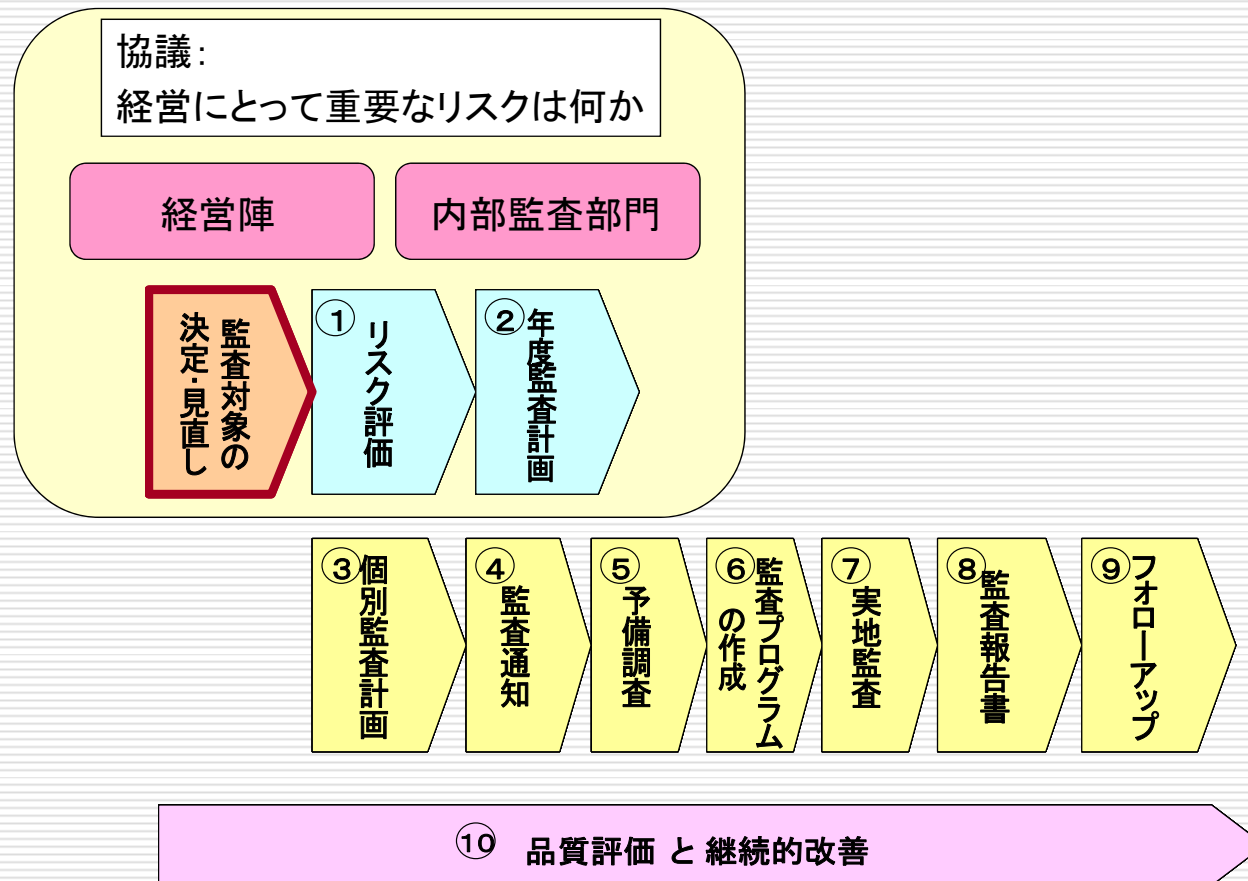 協議：
経営にとって重要なリスクは何か
経営陣
内部監査部門
監査対象の
決定・見直し
①
リスク評価
②
年度監査計画
③
個別監査計画
④
監査通知
⑤
予備調査
⑥
監査プログラム
の作成
⑦
実地監査
⑧
監査報告書
⑨
フォローアップ
⑩ 品質評価 と 継続的改善